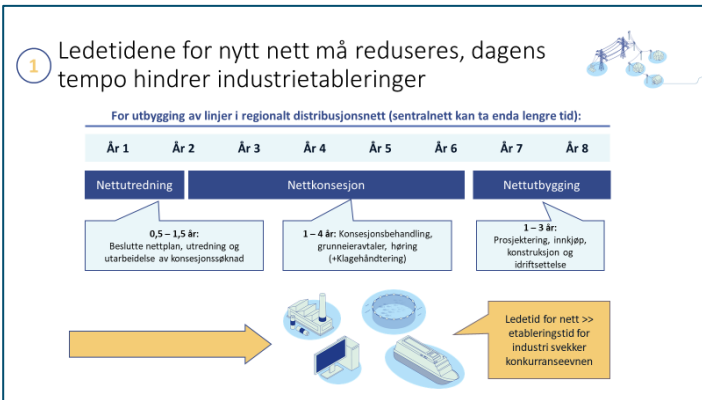 1
Ledetidene for nytt nett må reduseres, dagens
tempo hindrer industrietableringer
For utbygging av linjer i regionalt distribusjonsnett (sentralnett kan ta enda lengre tid):
År 1 År 2 År 3 År 4 År 5 År 6 År 7 År 8
Nettutredning Nettkonsesjon Nettutbygging
0,5 – 1,5 år:
Beslutte nettplan, utredning og
utarbeidelse av konsesjonssøknad
1 – 4 år: Konsesjonsbehandling,
grunneieravtaler, høring
(+Klagehåndtering)
1 – 3 år:
Prosjektering, innkjøp,
konstruksjon og
idriftsettelse
Ledetid for nett >>
etableringstid for
industri svekker
konkurranseevnen